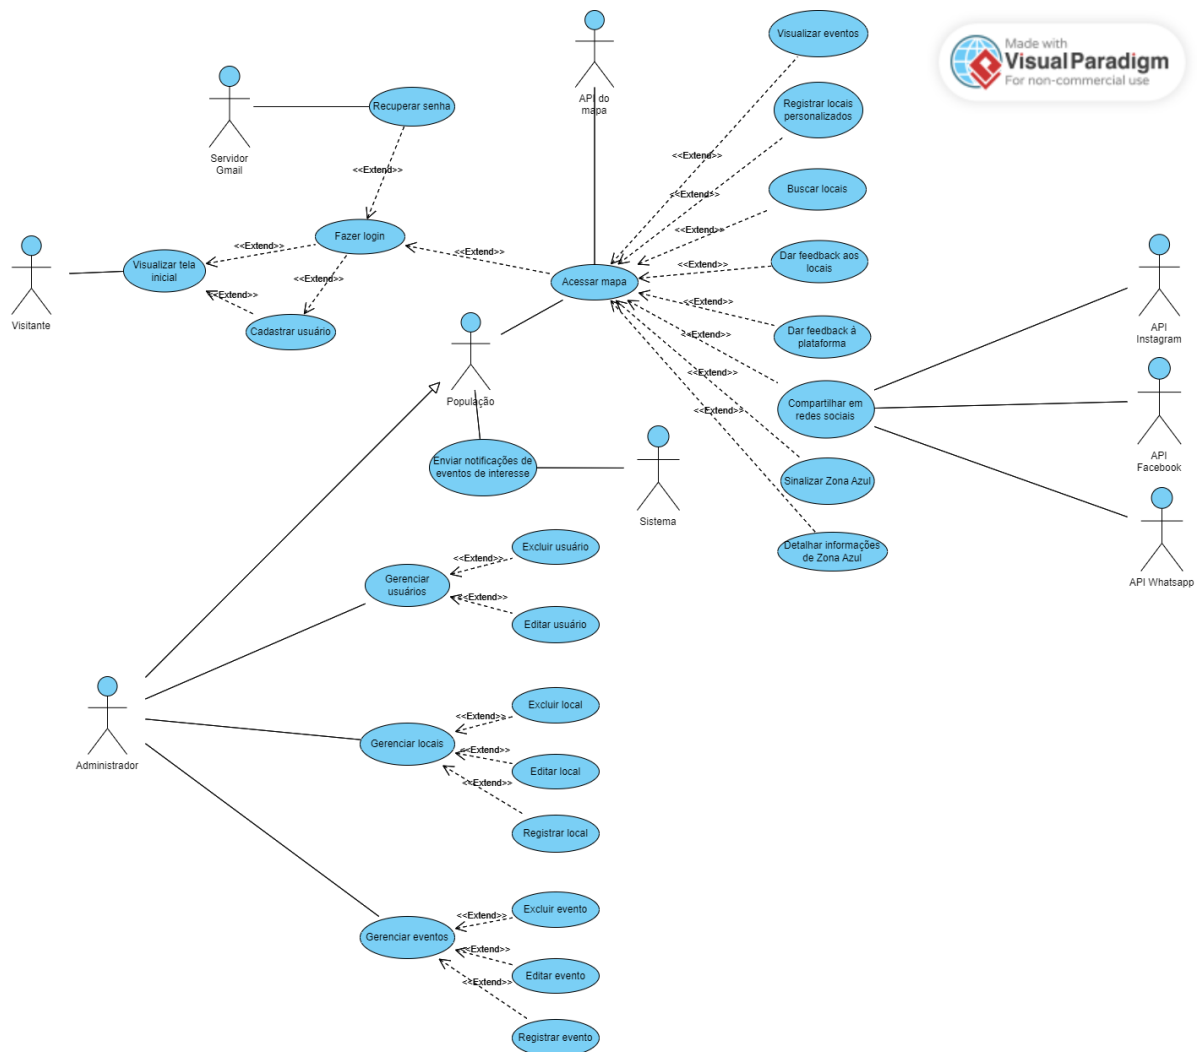 Made with
Visual Paradigm
For non-commercial use
Visualizar eventos
API do
mapa
Recuperar senha
Registrar locais
personalizados
Servidor
Gmail
<<Extend>>
<<Extend>>
Buscar locais
<<Extend>>
Fazer login
<<Extend>>
<<Extend>>
<<Extend>>
Visualizar tela
inicial
<<Extend>>
<<Extend>>
Dar feedback aos
locais
<<Extend>>
Acessar mapa
<<Extend>>
Visitante
Cadastrar usuário
<<Extend>>
Dar feedback à
plataforma
API
Instagram
<<Extend>>
<<Extend>>
População
Compartilhar em
redes sociais
<<Extend>>
API
Facebook
Enviar notificações de
eventos de interesse
Sinalizar Zona Azul
Sistema
Detalhar informações
de Zona Azul
API Whatsapp
Excluir usuário
<<Extend>>
Gerenciar
usuários
<<Extend>>
Editar usuário
Excluir local
<<Extend>>
Gerenciar locais
<<Extend>>
Editar local
<<Extend>>
Registrar local
Administrador
Excluir evento
<<Extend>>
Gerenciar eventos
<<Extend>>
Editar evento
<<Extend>>
Registrar evento